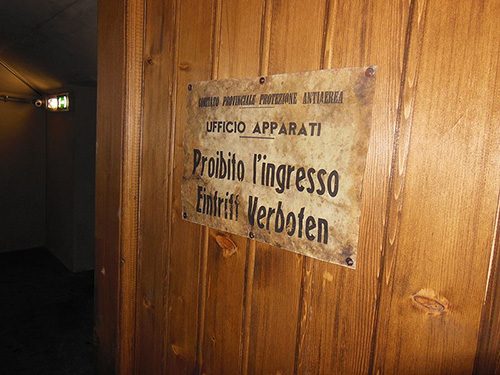 COMITATO PROVINCIALE PROTEZIONE ANTIAEREA
UFFICIO APPARATI
Proibito l'ingresso
Eintritt Verboten